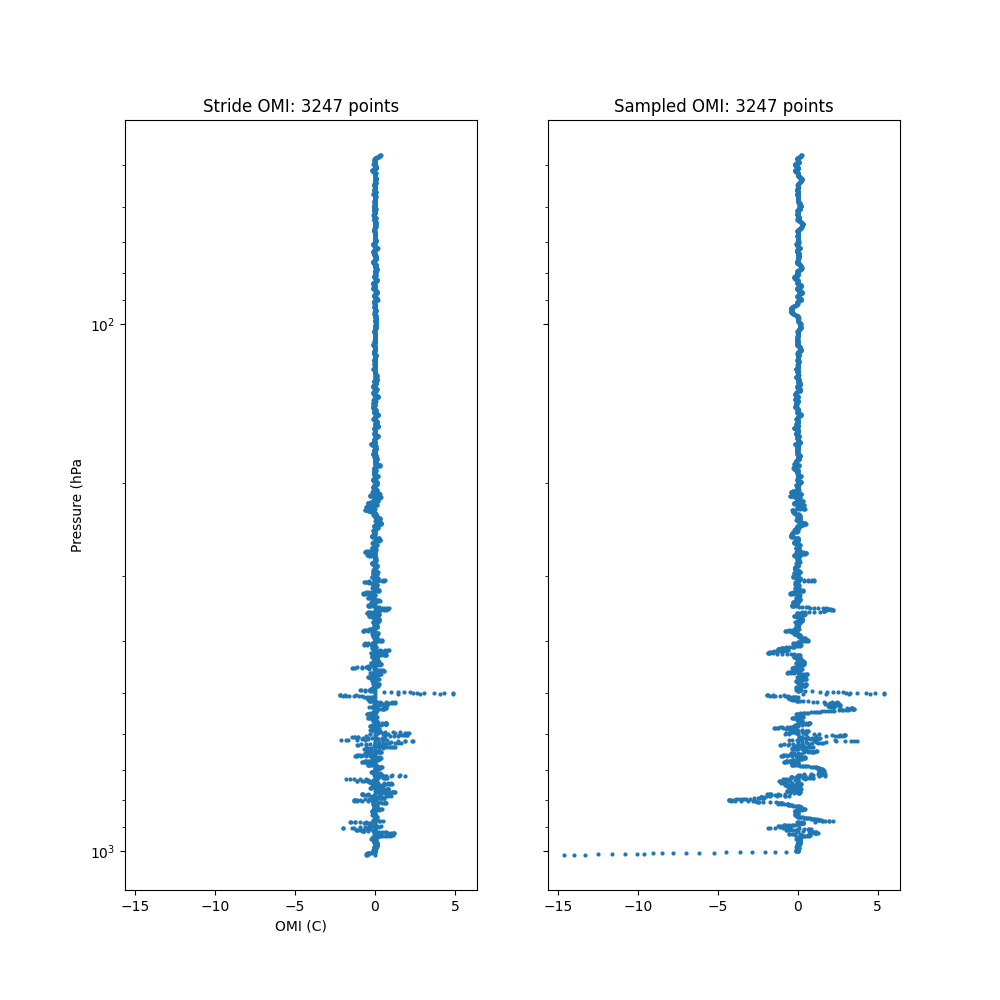 Stride OMI: 3247 points
Sampled OMI: 3247 points
10²
10³
Pressure (hPa
−15 −10 −5 0 5
−15 −10 −5 0 5
OMI (C)